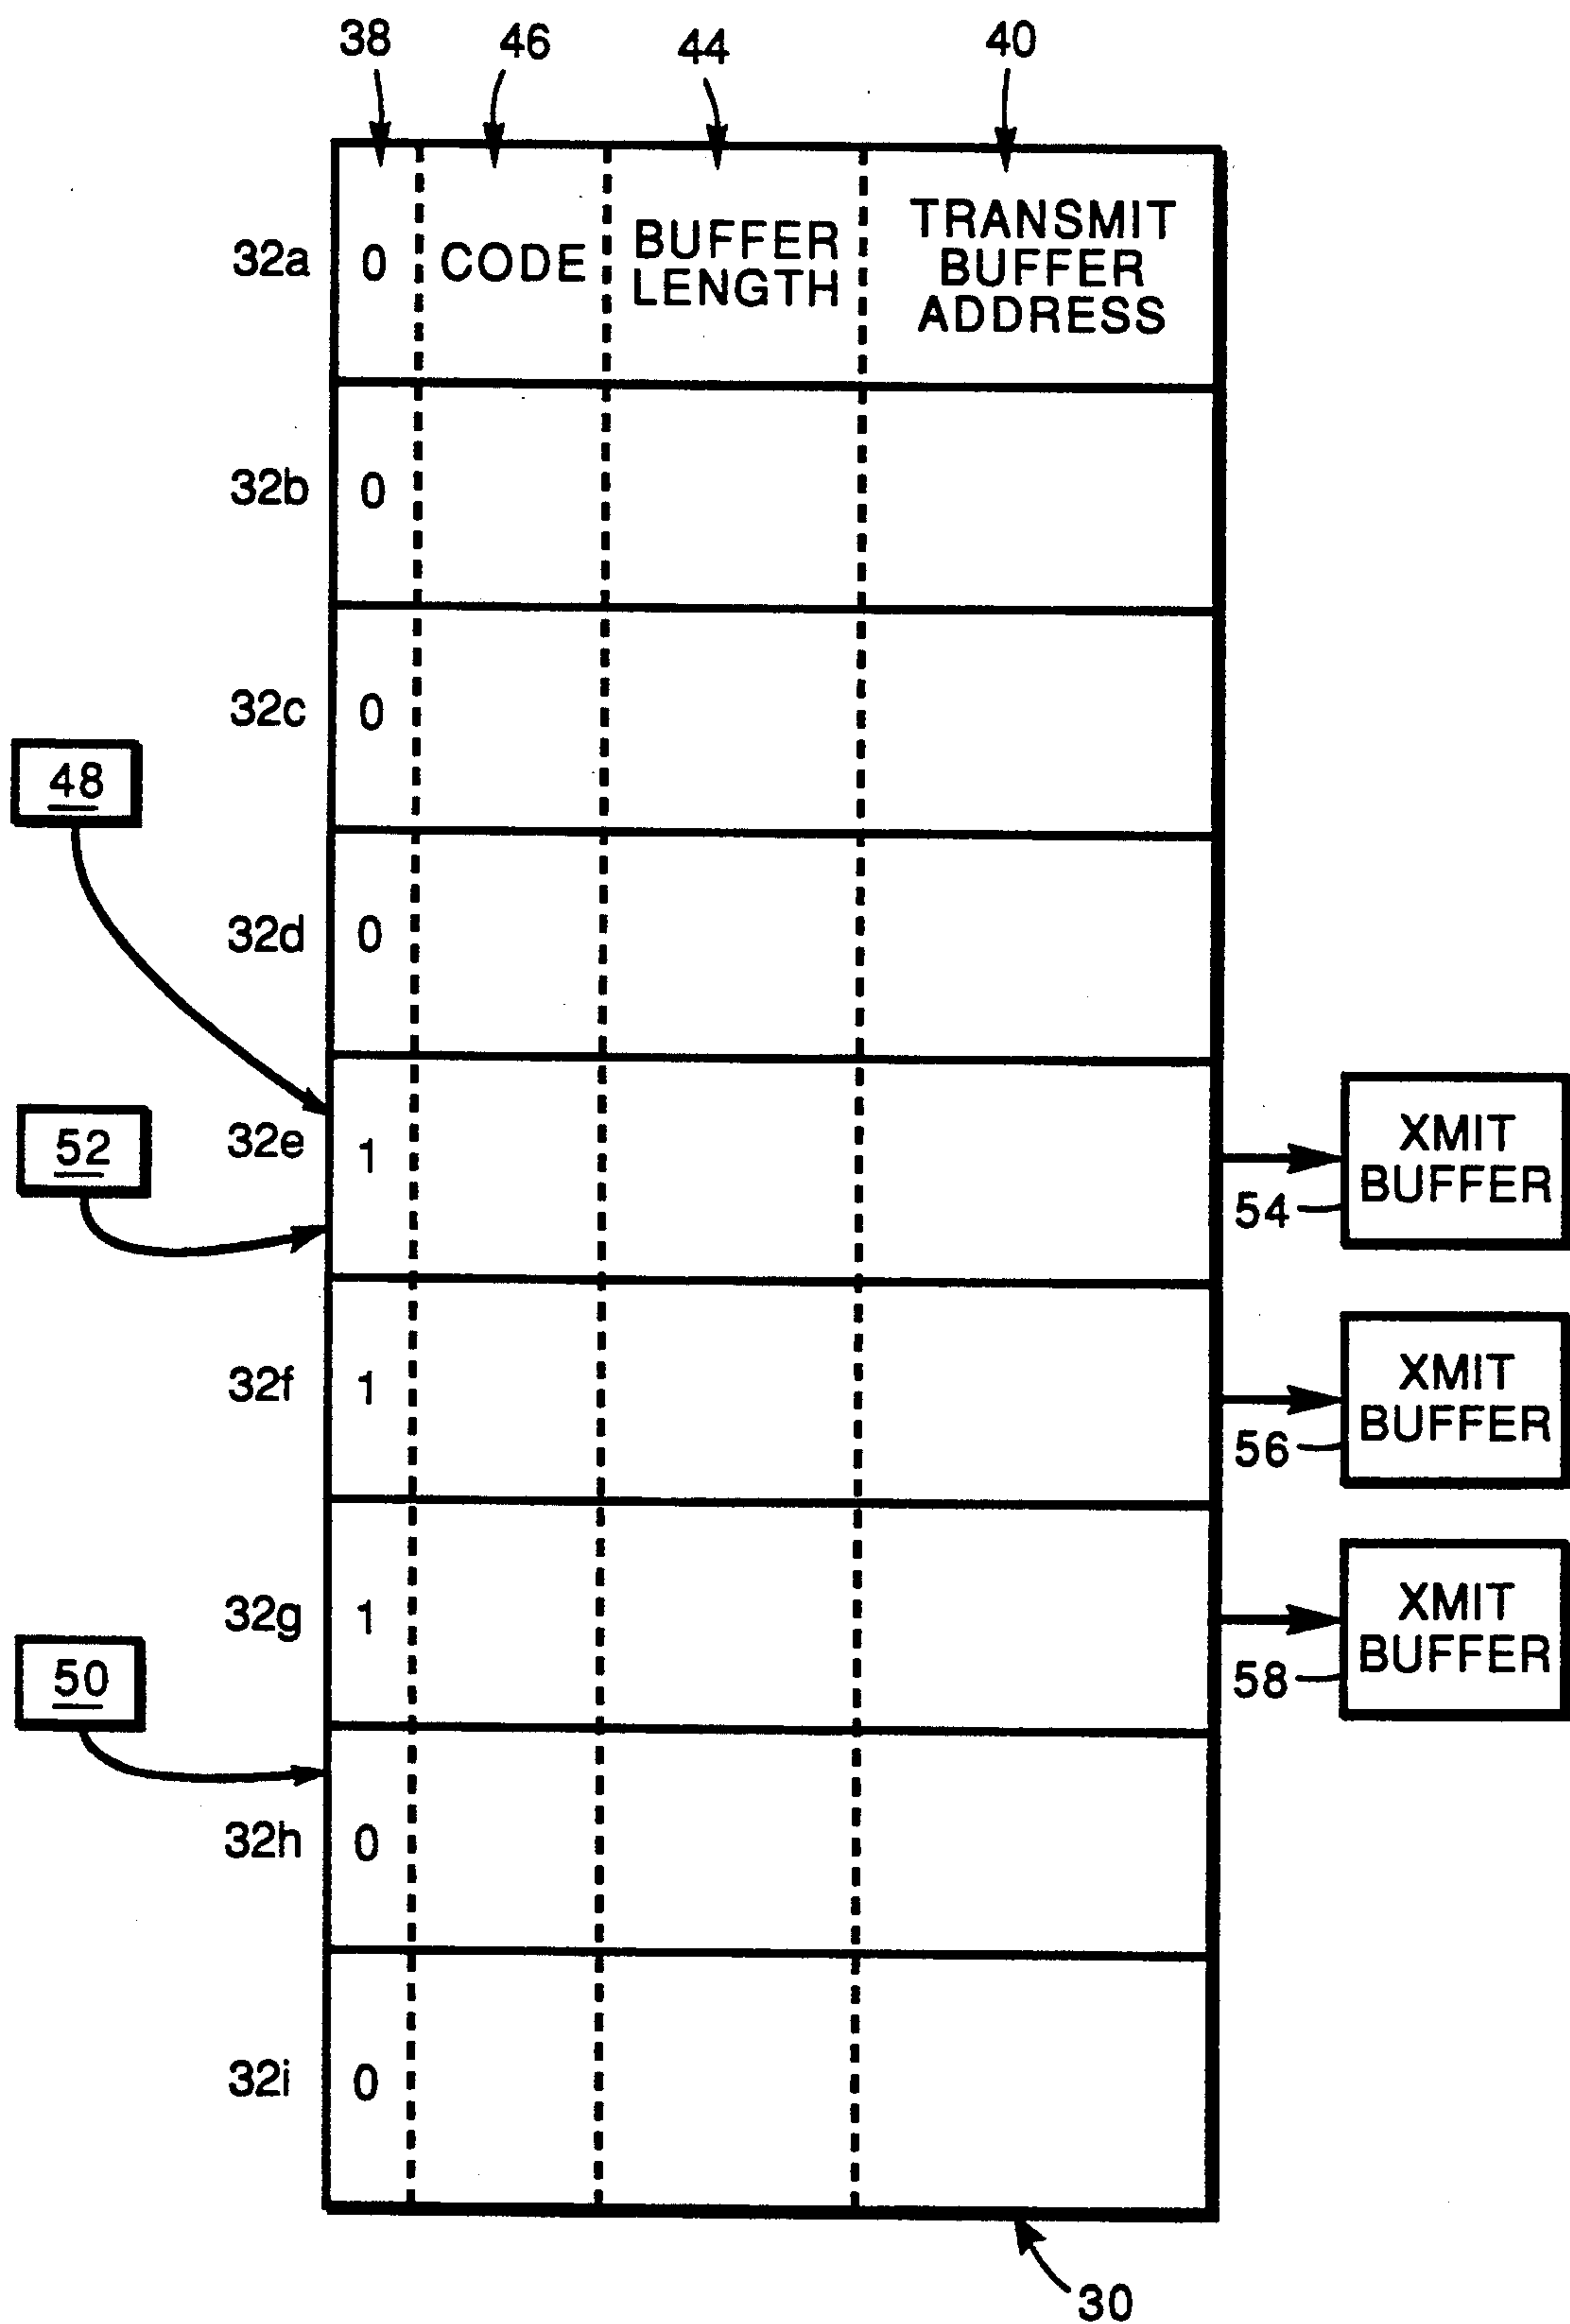 38 46 44 40
32a 0 CODE BUFFER LENGTH TRANSMIT BUFFER ADDRESS
32b 0
32c 0
48
32d 0
52
32e 1
XMIT
BUFFER
54
32f 1
XMIT
BUFFER
56
32g 1
XMIT
BUFFER
58
50
32h 0
32i 0
30